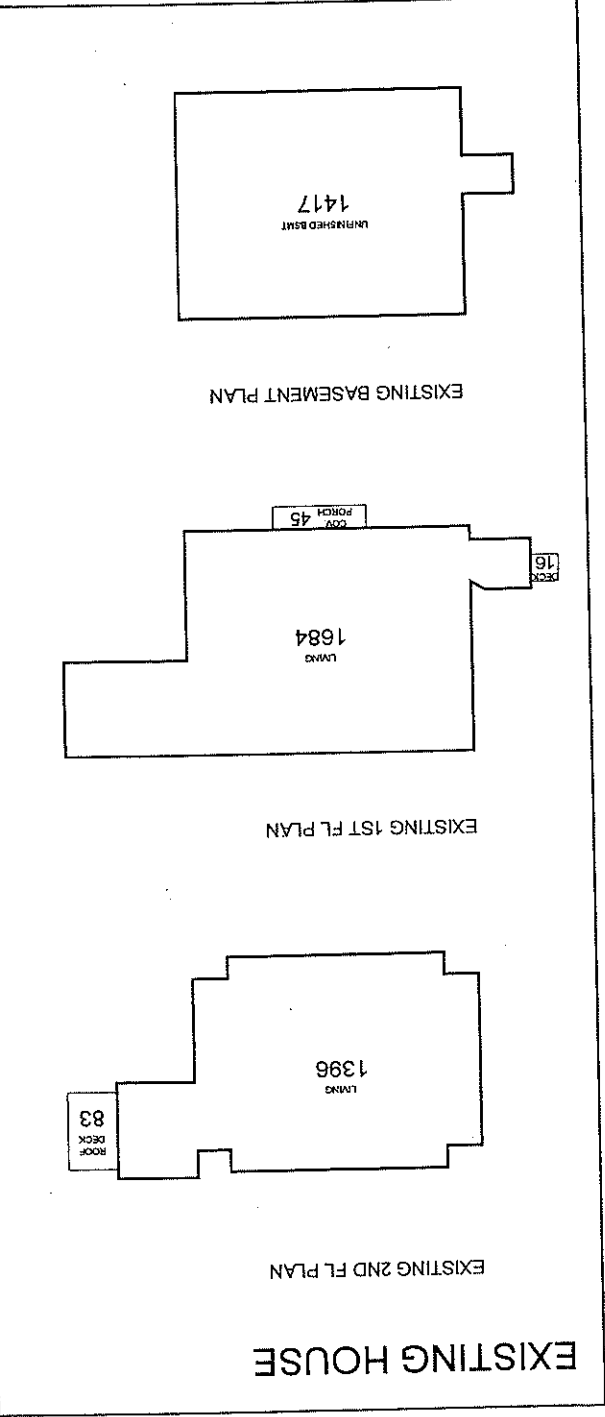 EXISTING HOUSE
EXISTING 2ND FL PLAN
ROOF
DECK
83
LIVING
1396
EXISTING 1ST FL PLAN
LIVING
1684
DECK
16
COV.
PORCH
45
EXISTING BASEMENT PLAN
UNFINISHED BSMT
1417